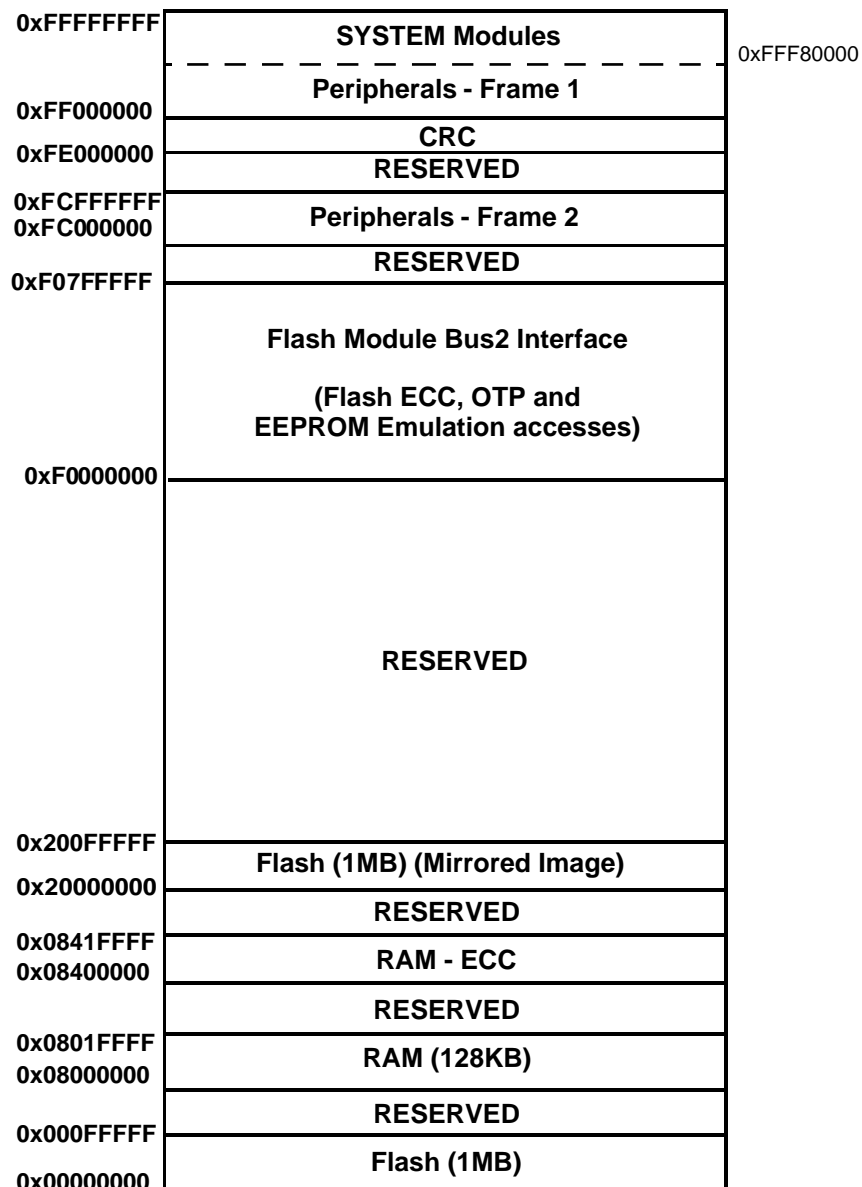 0xFFFFFFFF
SYSTEM Modules
0xFFF80000
Peripherals - Frame 1
0xFF000000
CRC
0xFE000000
RESERVED
0xFCFFFFFF
Peripherals - Frame 2
0xFC000000
RESERVED
0xF07FFFFF
Flash Module Bus2 Interface
(Flash ECC, OTP and
EEPROM Emulation accesses)
0xF0000000
RESERVED
0x200FFFFF
Flash (1MB) (Mirrored Image)
0x20000000
RESERVED
0x0841FFFF
RAM - ECC
0x08400000
RESERVED
0x0801FFFF
RAM (128KB)
0x08000000
RESERVED
0x000FFFFF
Flash (1MB)
0x00000000